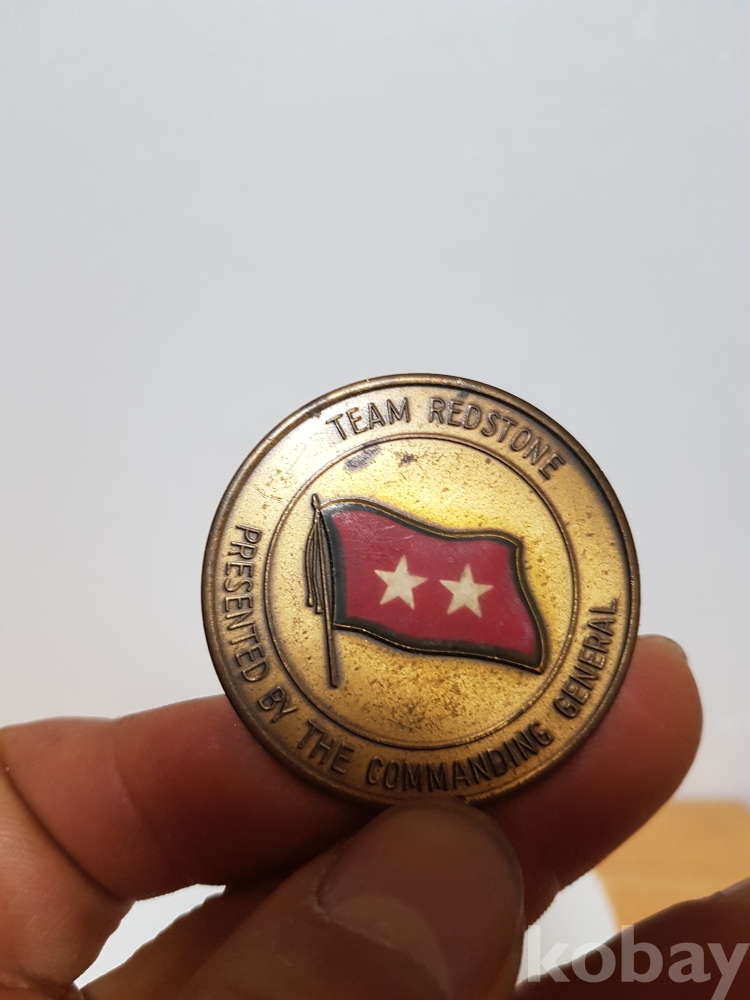 TEAM REDSTONE
PRESENTED BY THE COMMANDING GENERAL
kobay